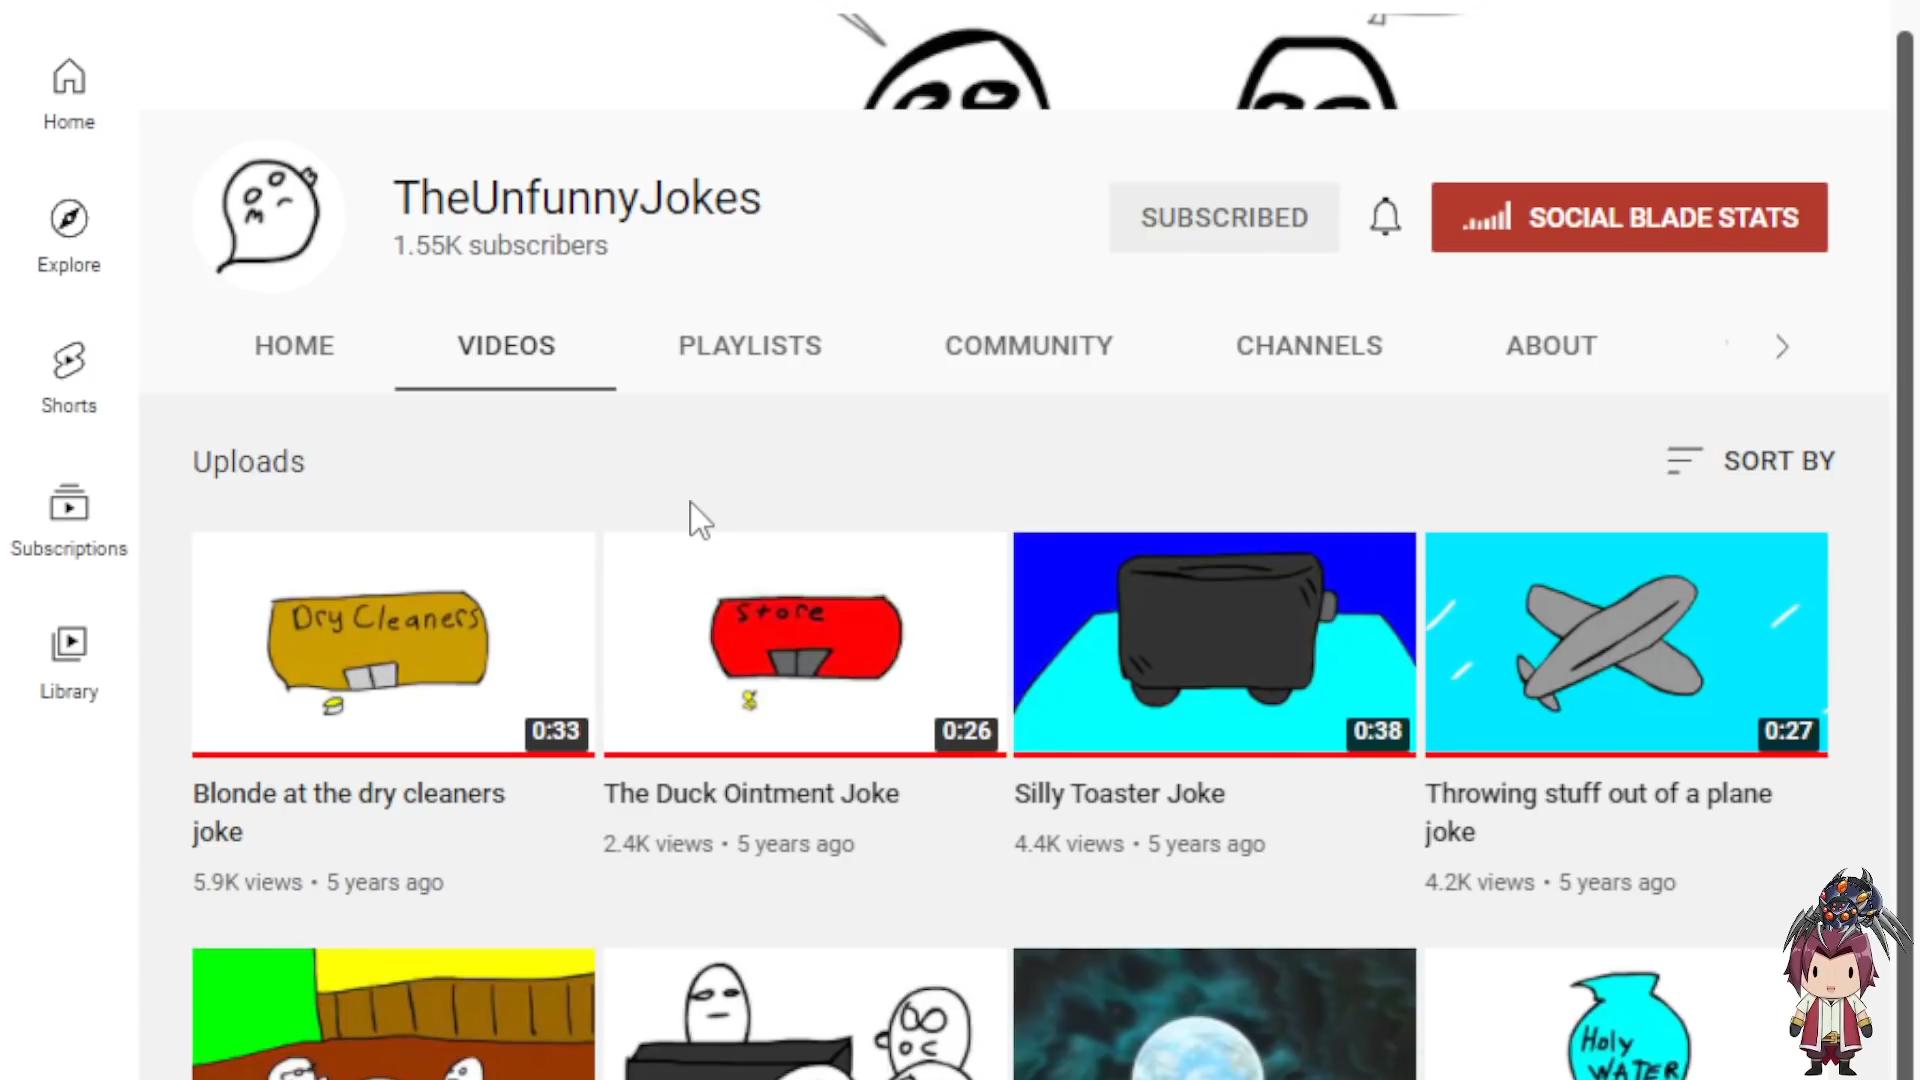 Home
Explore
Shorts
Subscriptions
Library
TheUnfunnyJokes
1.55K subscribers
SUBSCRIBED
SOCIAL BLADE STATS
HOME
VIDEOS
PLAYLISTS
COMMUNITY
CHANNELS
ABOUT
Uploads
SORT BY
Dry Cleaners
0:33
Store
0:26
0:38
0:27
Blonde at the dry cleaners
joke
5.9K views • 5 years ago
The Duck Ointment Joke
2.4K views • 5 years ago
Silly Toaster Joke
4.4K views • 5 years ago
Throwing stuff out of a plane
joke
4.2K views • 5 years ago
Holy
WATER